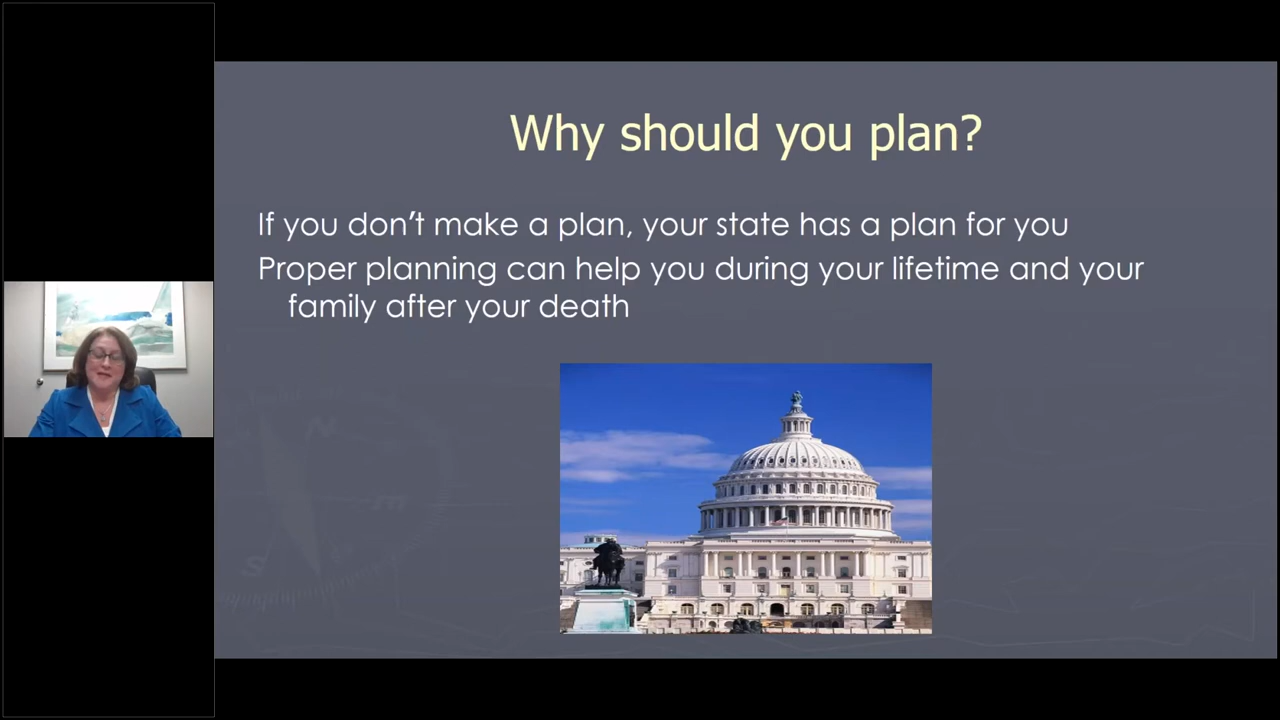 Why should you plan?
If you don't make a plan, your state has a plan for you
Proper planning can help you during your lifetime and your
family after your death
N
S